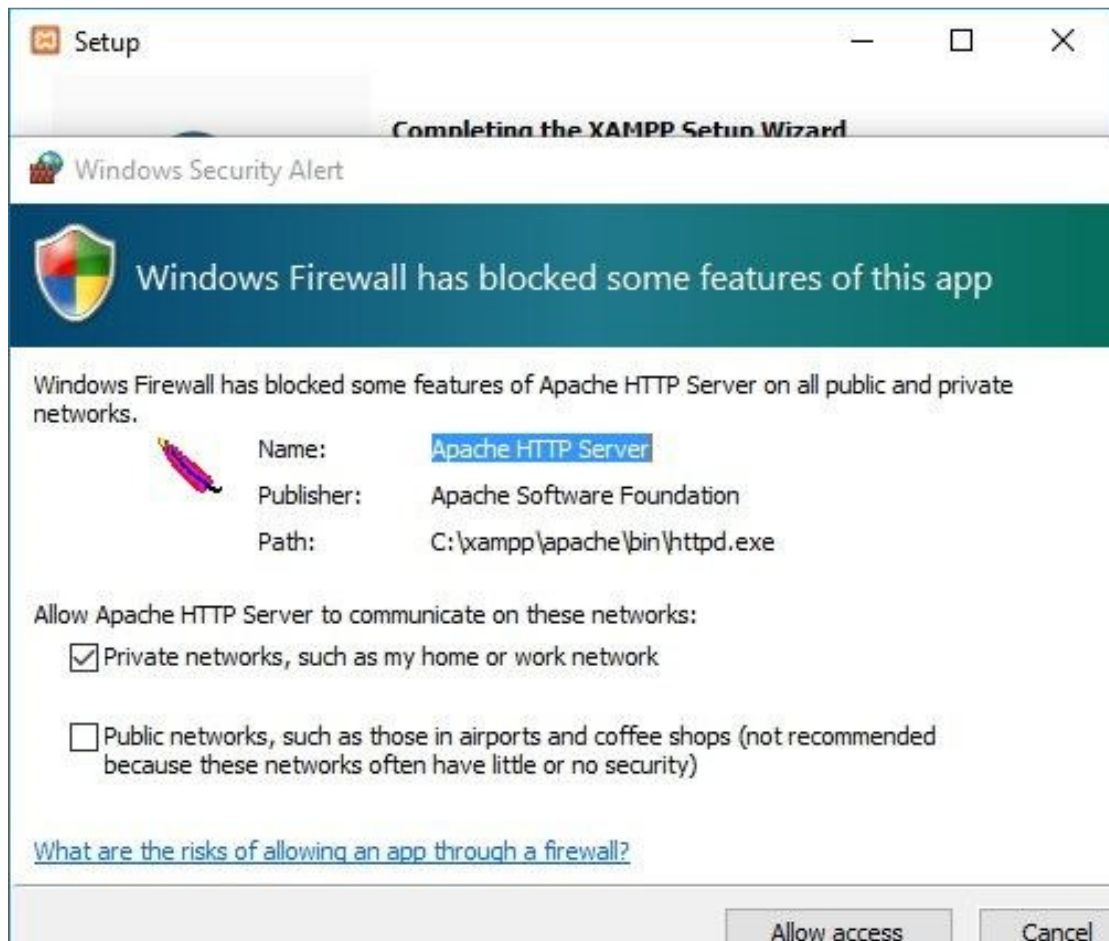 Setup
Completing the XAMPP Setup Wizard
Windows Security Alert
Windows Firewall has blocked some features of this app
Windows Firewall has blocked some features of Apache HTTP Server on all public and private
networks.
Name: Apache HTTP Server
Publisher: Apache Software Foundation
Path: C:\xampp\apache\bin\httpd.exe
Allow Apache HTTP Server to communicate on these networks:
Private networks, such as my home or work network
Public networks, such as those in airports and coffee shops (not recommended
because these networks often have little or no security)
What are the risks of allowing an app through a firewall?
Allow access Cancel